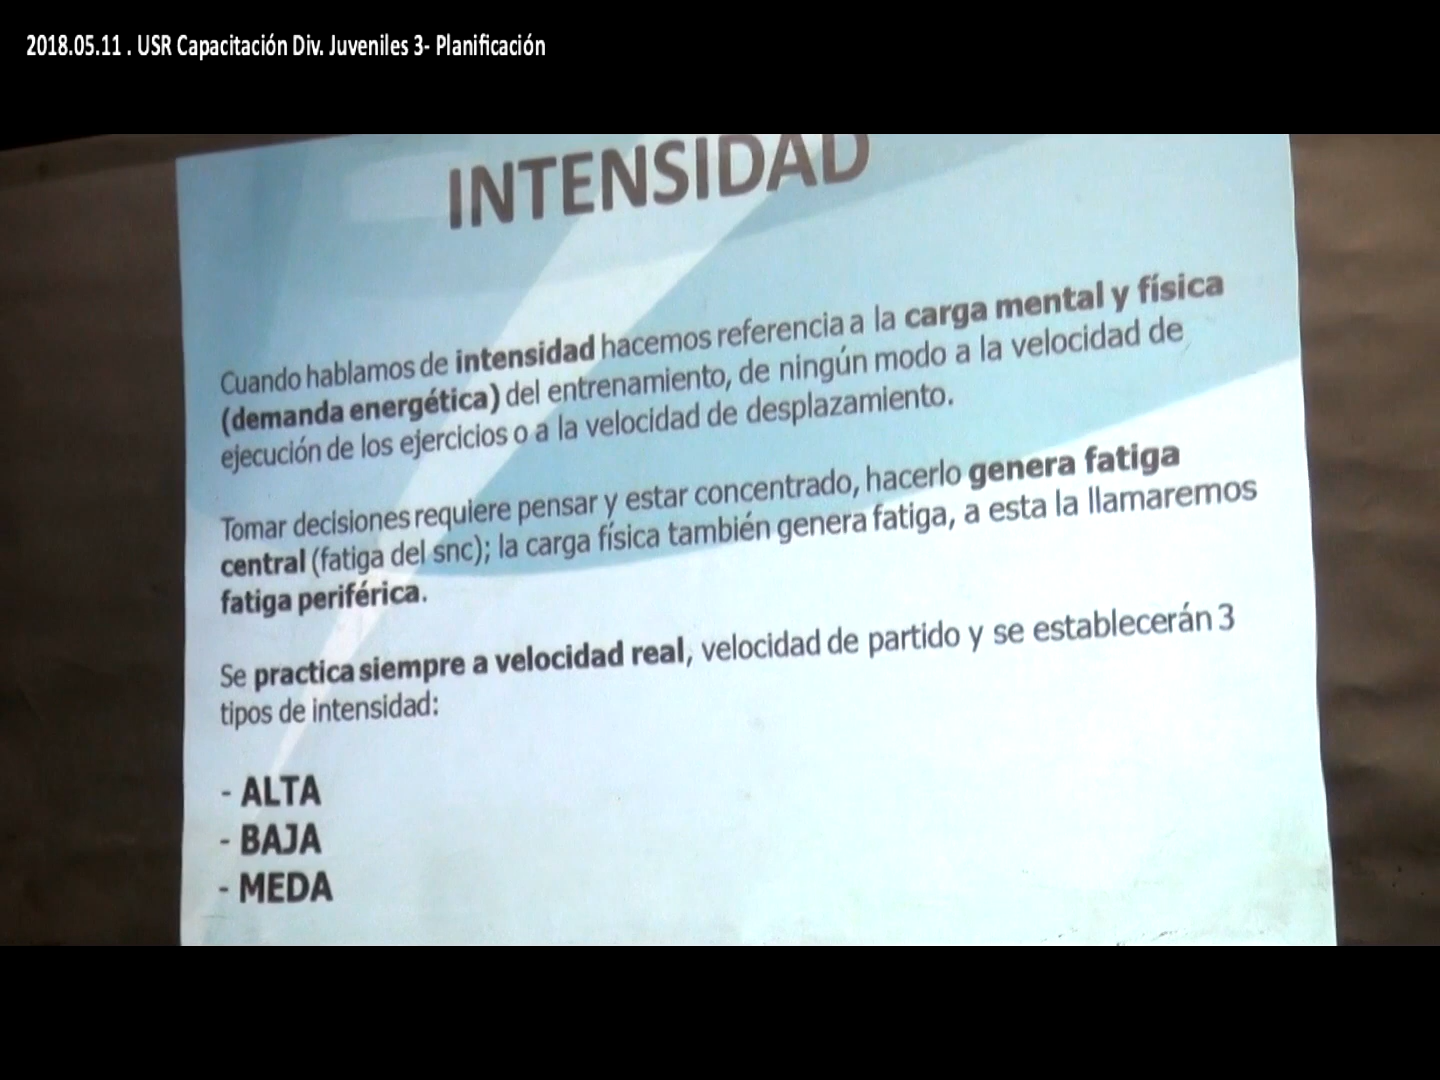 2018.05.11 . USR Capacitación Div. Juveniles 3- Planificación
INTENSIDAD
Cuando hablamos de intensidad hacemos referencia a la carga mental y física
(demanda energética) del entrenamiento, de ningún modo a la velocidad de
ejecución de los ejercicios o a la velocidad de desplazamiento.
Tomar decisiones requiere pensar y estar concentrado, hacerlo genera fatiga
central (fatiga del snc); la carga física también genera fatiga, a esta la llamaremos
fatiga periférica.
Se practica siempre a velocidad real, velocidad de partido y se establecerán 3
tipos de intensidad:
- ALTA
- BAJA
- MEDA